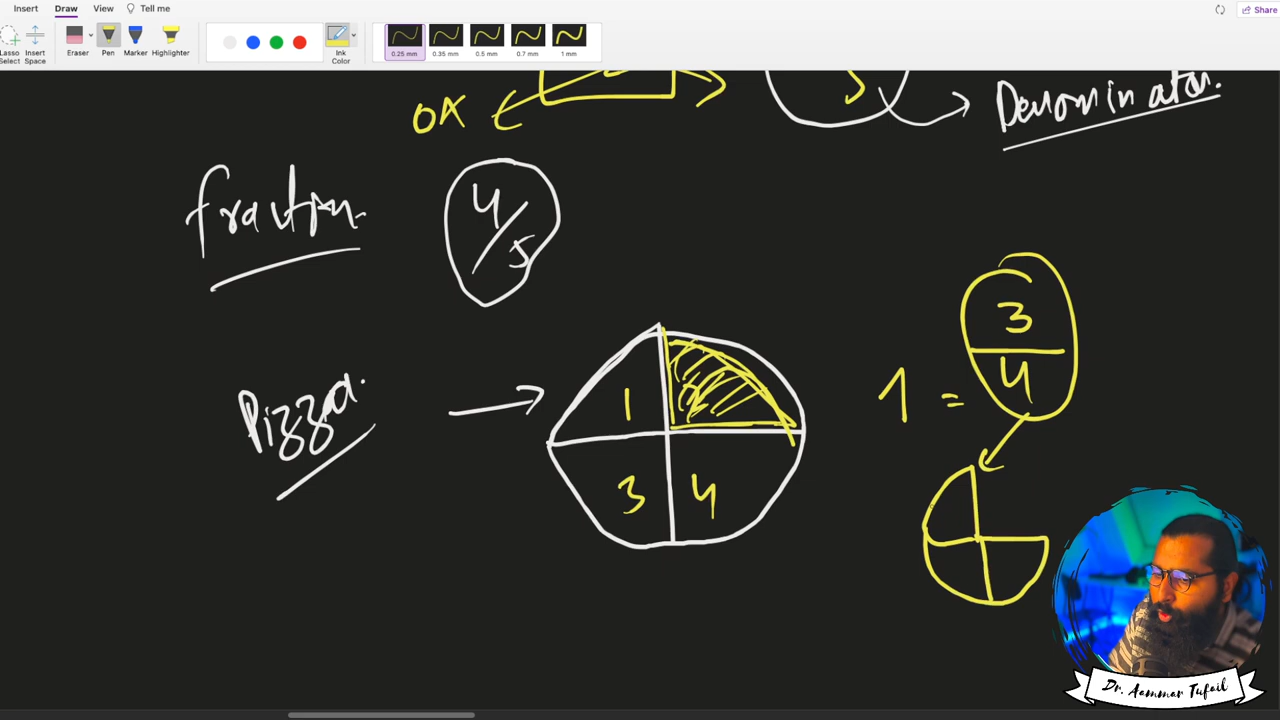 Insert Draw View Tell me
Share
Lasso Select
Insert Space
Eraser
Pen
Marker
Highlighter
Ink Color
0.25 mm
0.35 mm
0.5 mm
0.7 mm
1 mm
Denominator.
fraction.
4/5
Pizza.
1
2
3 4
1 = 3/4
Dr. Aammar Tufail